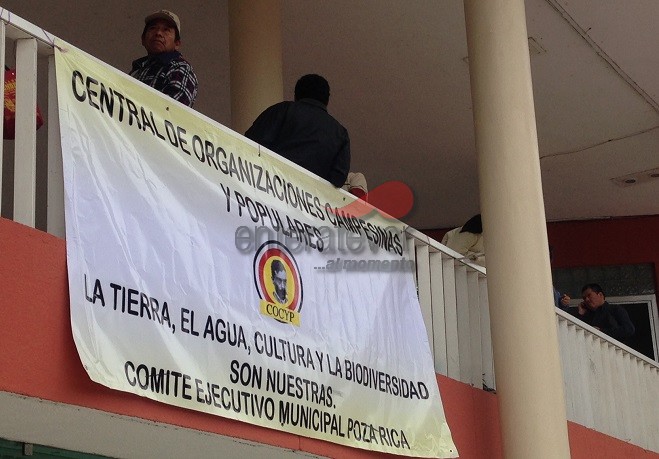 CENTRAL DE ORGANIZACIONES CAMPESINAS
Y POPULARES
enterate
...al momento
COCYP
LA TIERRA, EL AGUA, CULTURA Y LA BIODIVERSIDAD
SON NUESTRAS.
COMITE EJECUTIVO MUNICIPAL POZA RICA